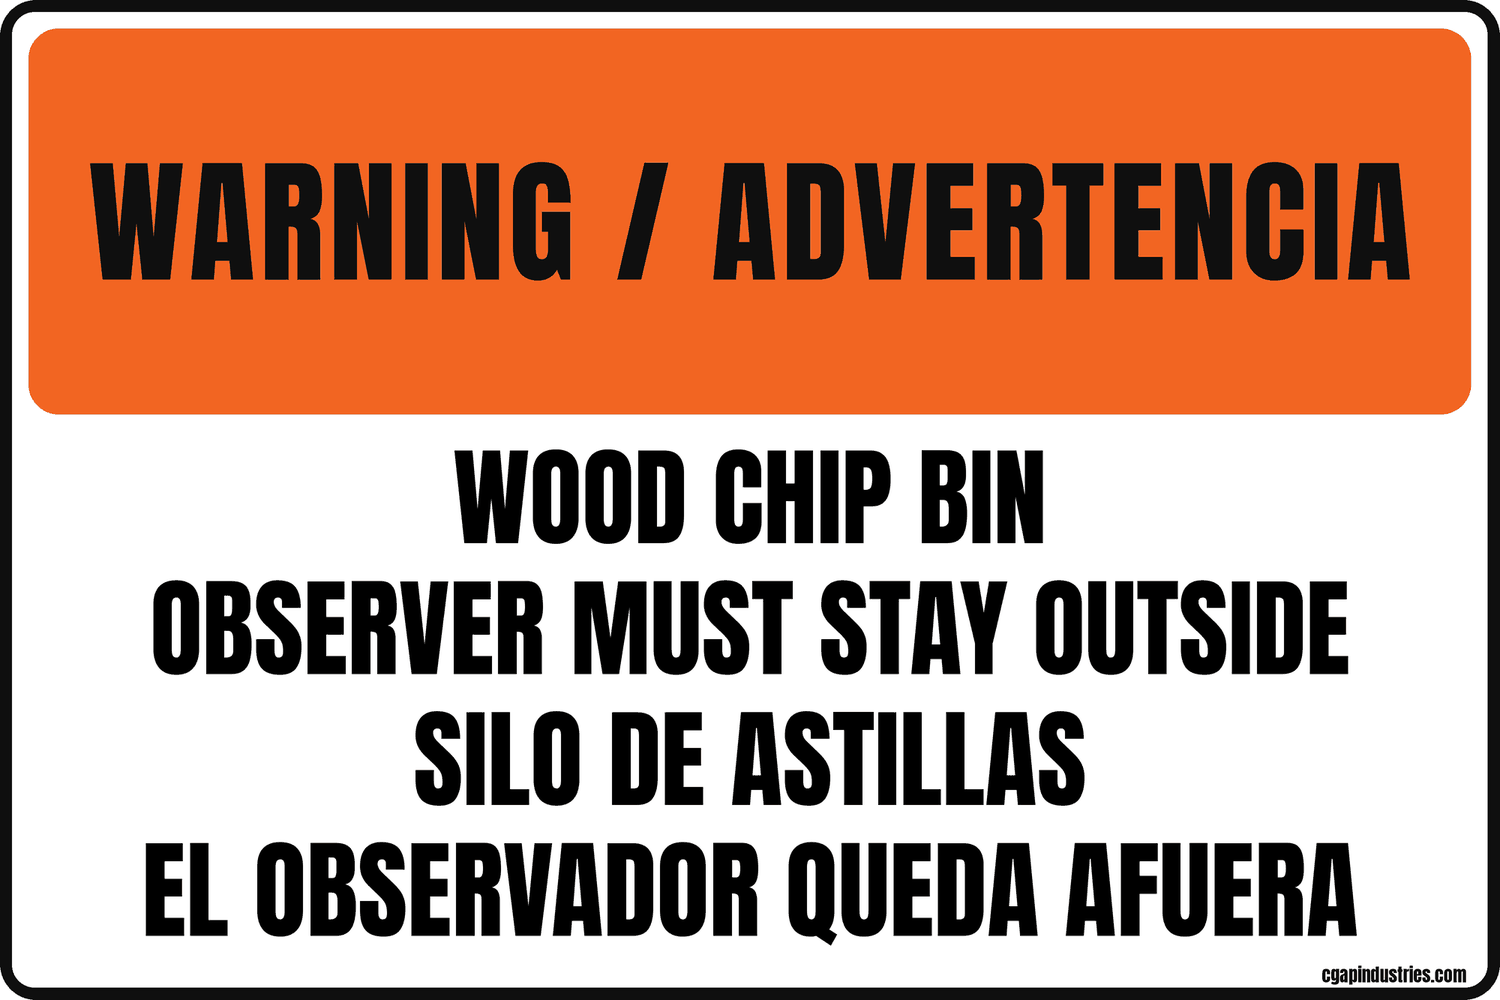 WARNING / ADVERTENCIA
WOOD CHIP BIN
OBSERVER MUST STAY OUTSIDE
SILO DE ASTILLAS
EL OBSERVADOR QUEDA AFUERA
cgapindustries.com